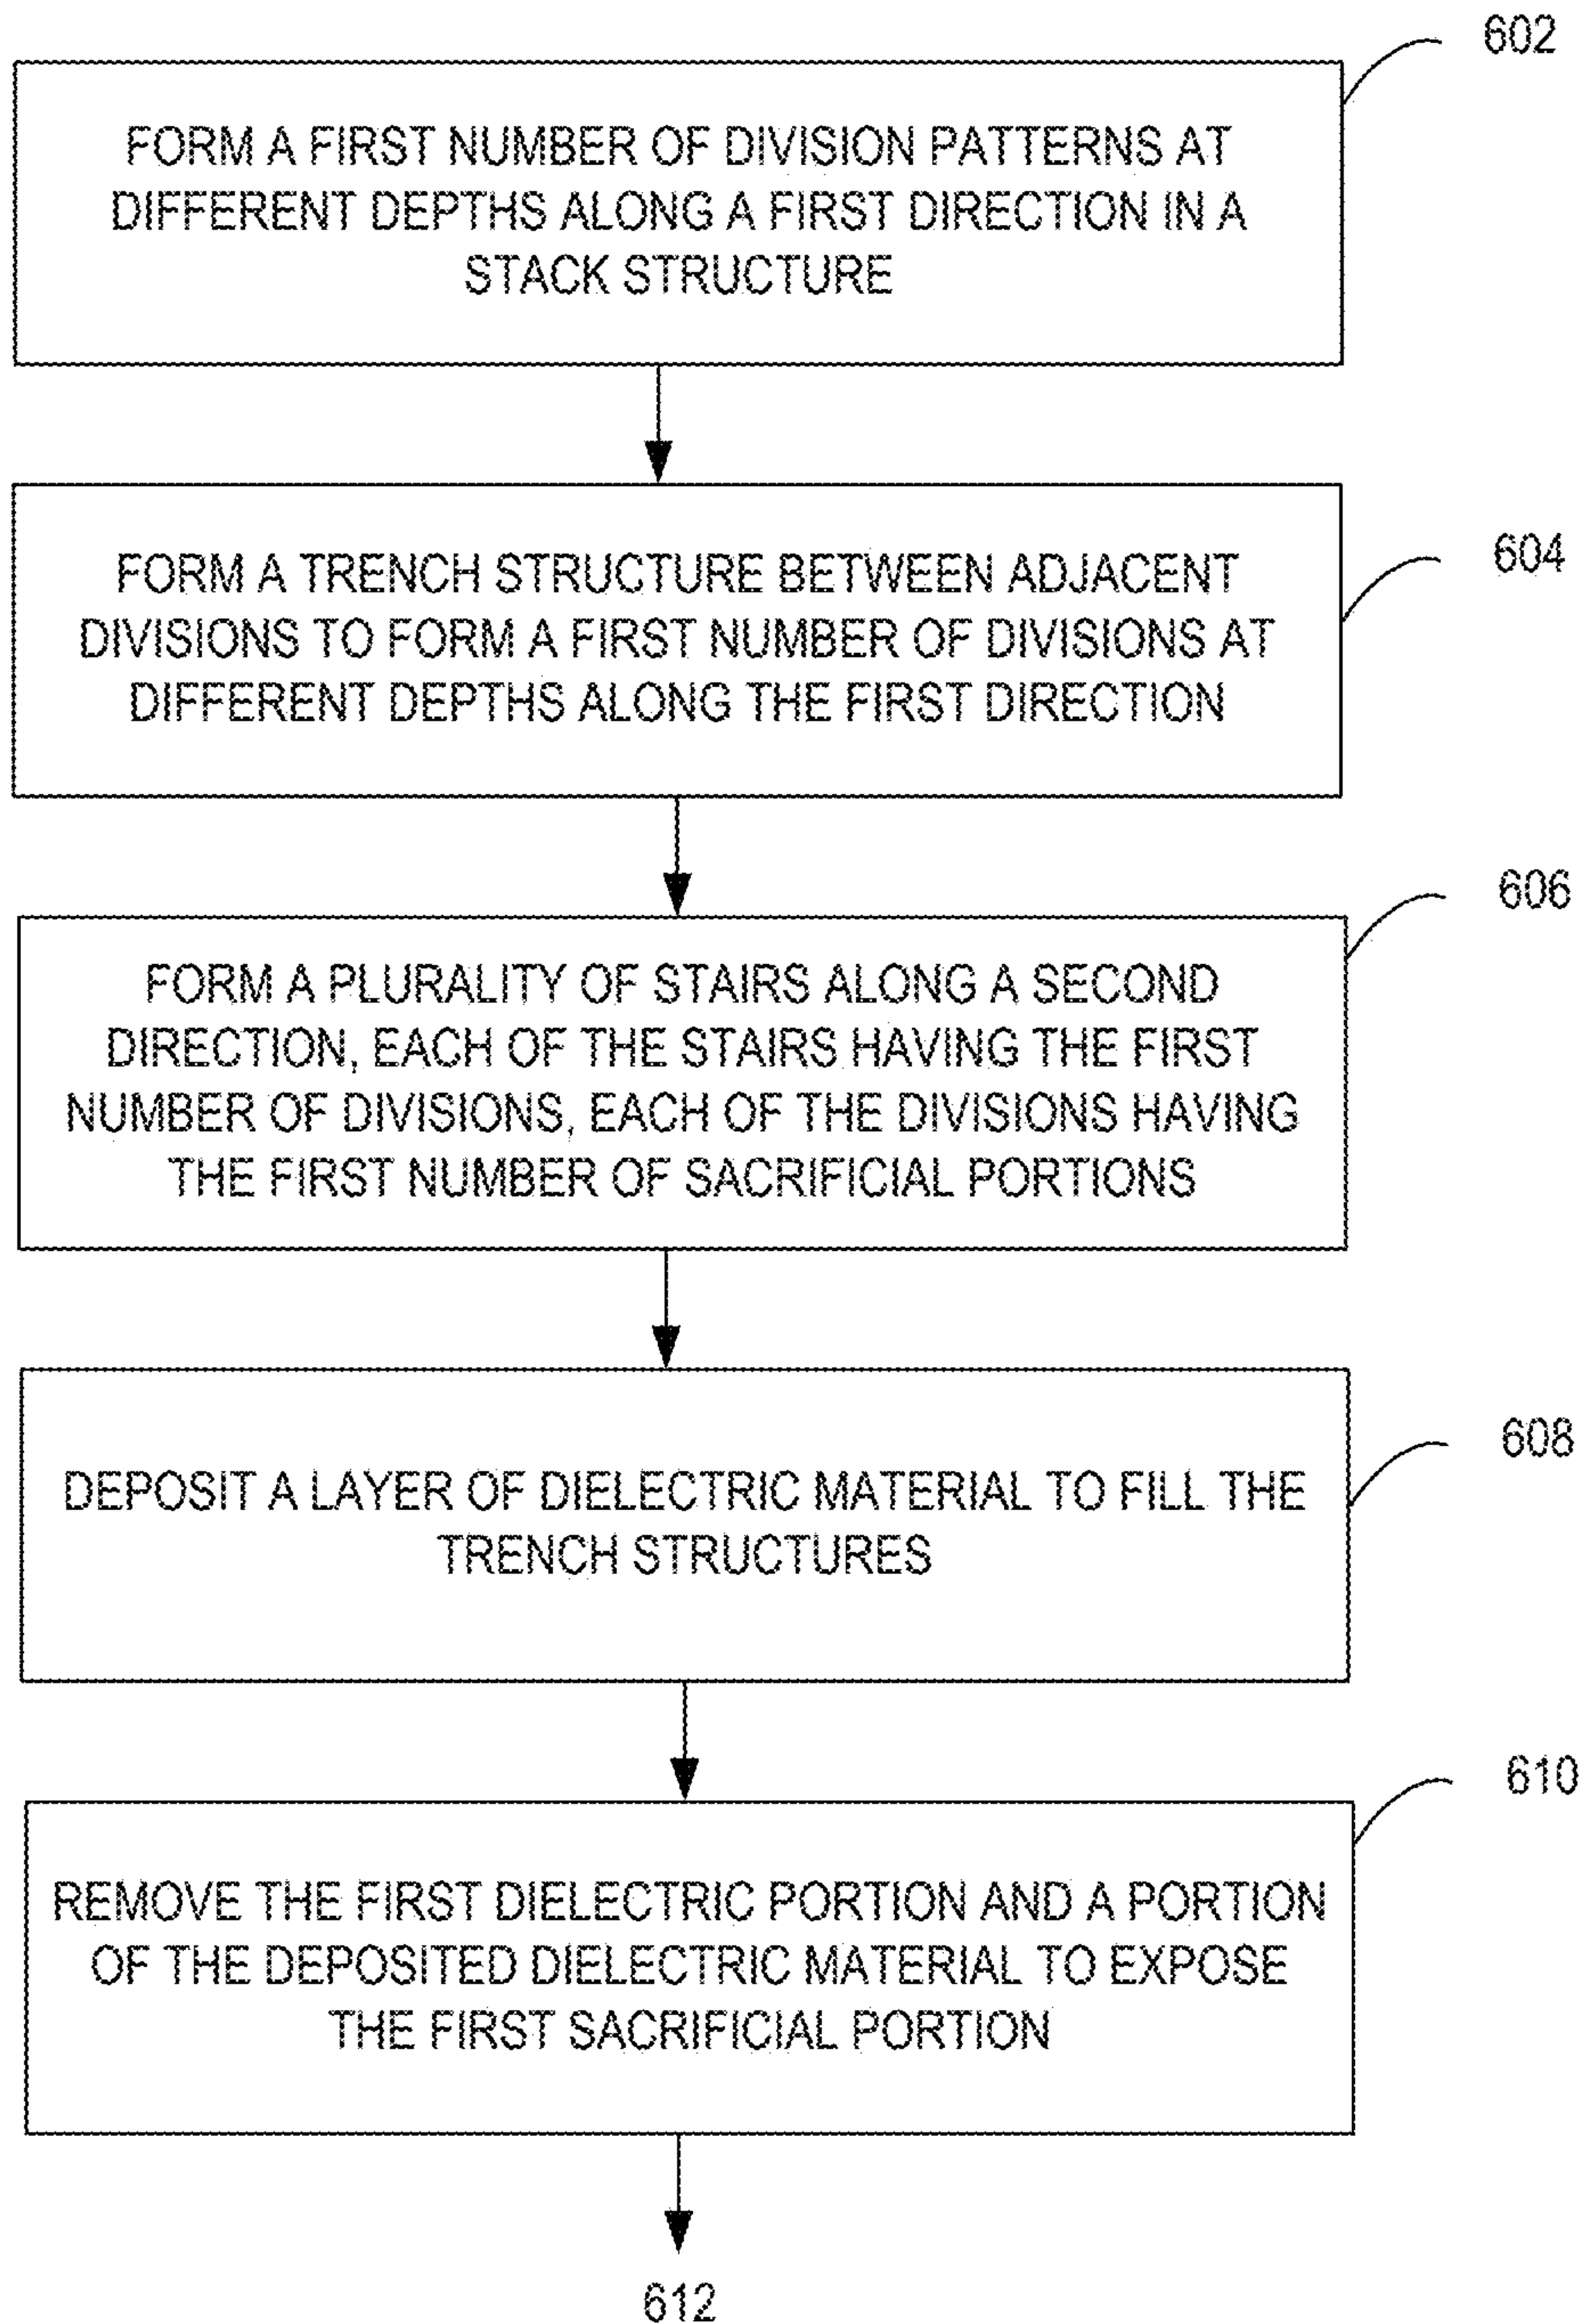 602
FORM A FIRST NUMBER OF DIVISION PATTERNS AT
DIFFERENT DEPTHS ALONG A FIRST DIRECTION IN A
STACK STRUCTURE
604
FORM A TRENCH STRUCTURE BETWEEN ADJACENT
DIVISIONS TO FORM A FIRST NUMBER OF DIVISIONS AT
DIFFERENT DEPTHS ALONG THE FIRST DIRECTION
606
FORM A PLURALITY OF STAIRS ALONG A SECOND
DIRECTION, EACH OF THE STAIRS HAVING THE FIRST
NUMBER OF DIVISIONS, EACH OF THE DIVISIONS HAVING
THE FIRST NUMBER OF SACRIFICIAL PORTIONS
608
DEPOSIT A LAYER OF DIELECTRIC MATERIAL TO FILL THE
TRENCH STRUCTURES
610
REMOVE THE FIRST DIELECTRIC PORTION AND A PORTION
OF THE DEPOSITED DIELECTRIC MATERIAL TO EXPOSE
THE FIRST SACRIFICIAL PORTION
612